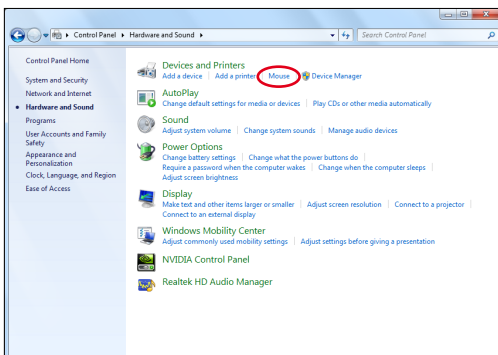 Control Panel Hardware and Sound Search Control Panel
Control Panel Home
System and Security
Network and Internet
Hardware and Sound
Programs
User Accounts and Family
Safety
Appearance and
Personalization
Clock, Language, and Region
Ease of Access
Devices and Printers
Add a device Add a printer Mouse Device Manager
AutoPlay
Change default settings for media or devices Play CDs or other media automatically
Sound
Adjust system volume Change system sounds Manage audio devices
Power Options
Change battery settings Change what the power buttons do
Require a password when the computer wakes Change when the computer sleeps
Adjust screen brightness
Display
Make text and other items larger or smaller Adjust screen resolution Connect to a projector
Connect to an external display
Windows Mobility Center
Adjust commonly used mobility settings Adjust settings before giving a presentation
NVIDIA Control Panel
Realtek HD Audio Manager